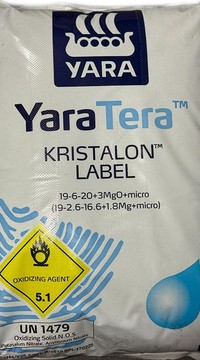 YARA
YaraTera™
KRISTALON™
LABEL
19-6-20+3MgO+micro
(19-2.6-16.6+1.8Mg+micro)
OXIDIZING AGENT
5.1
UN 1479
Oxidizing Solid N.O.S.